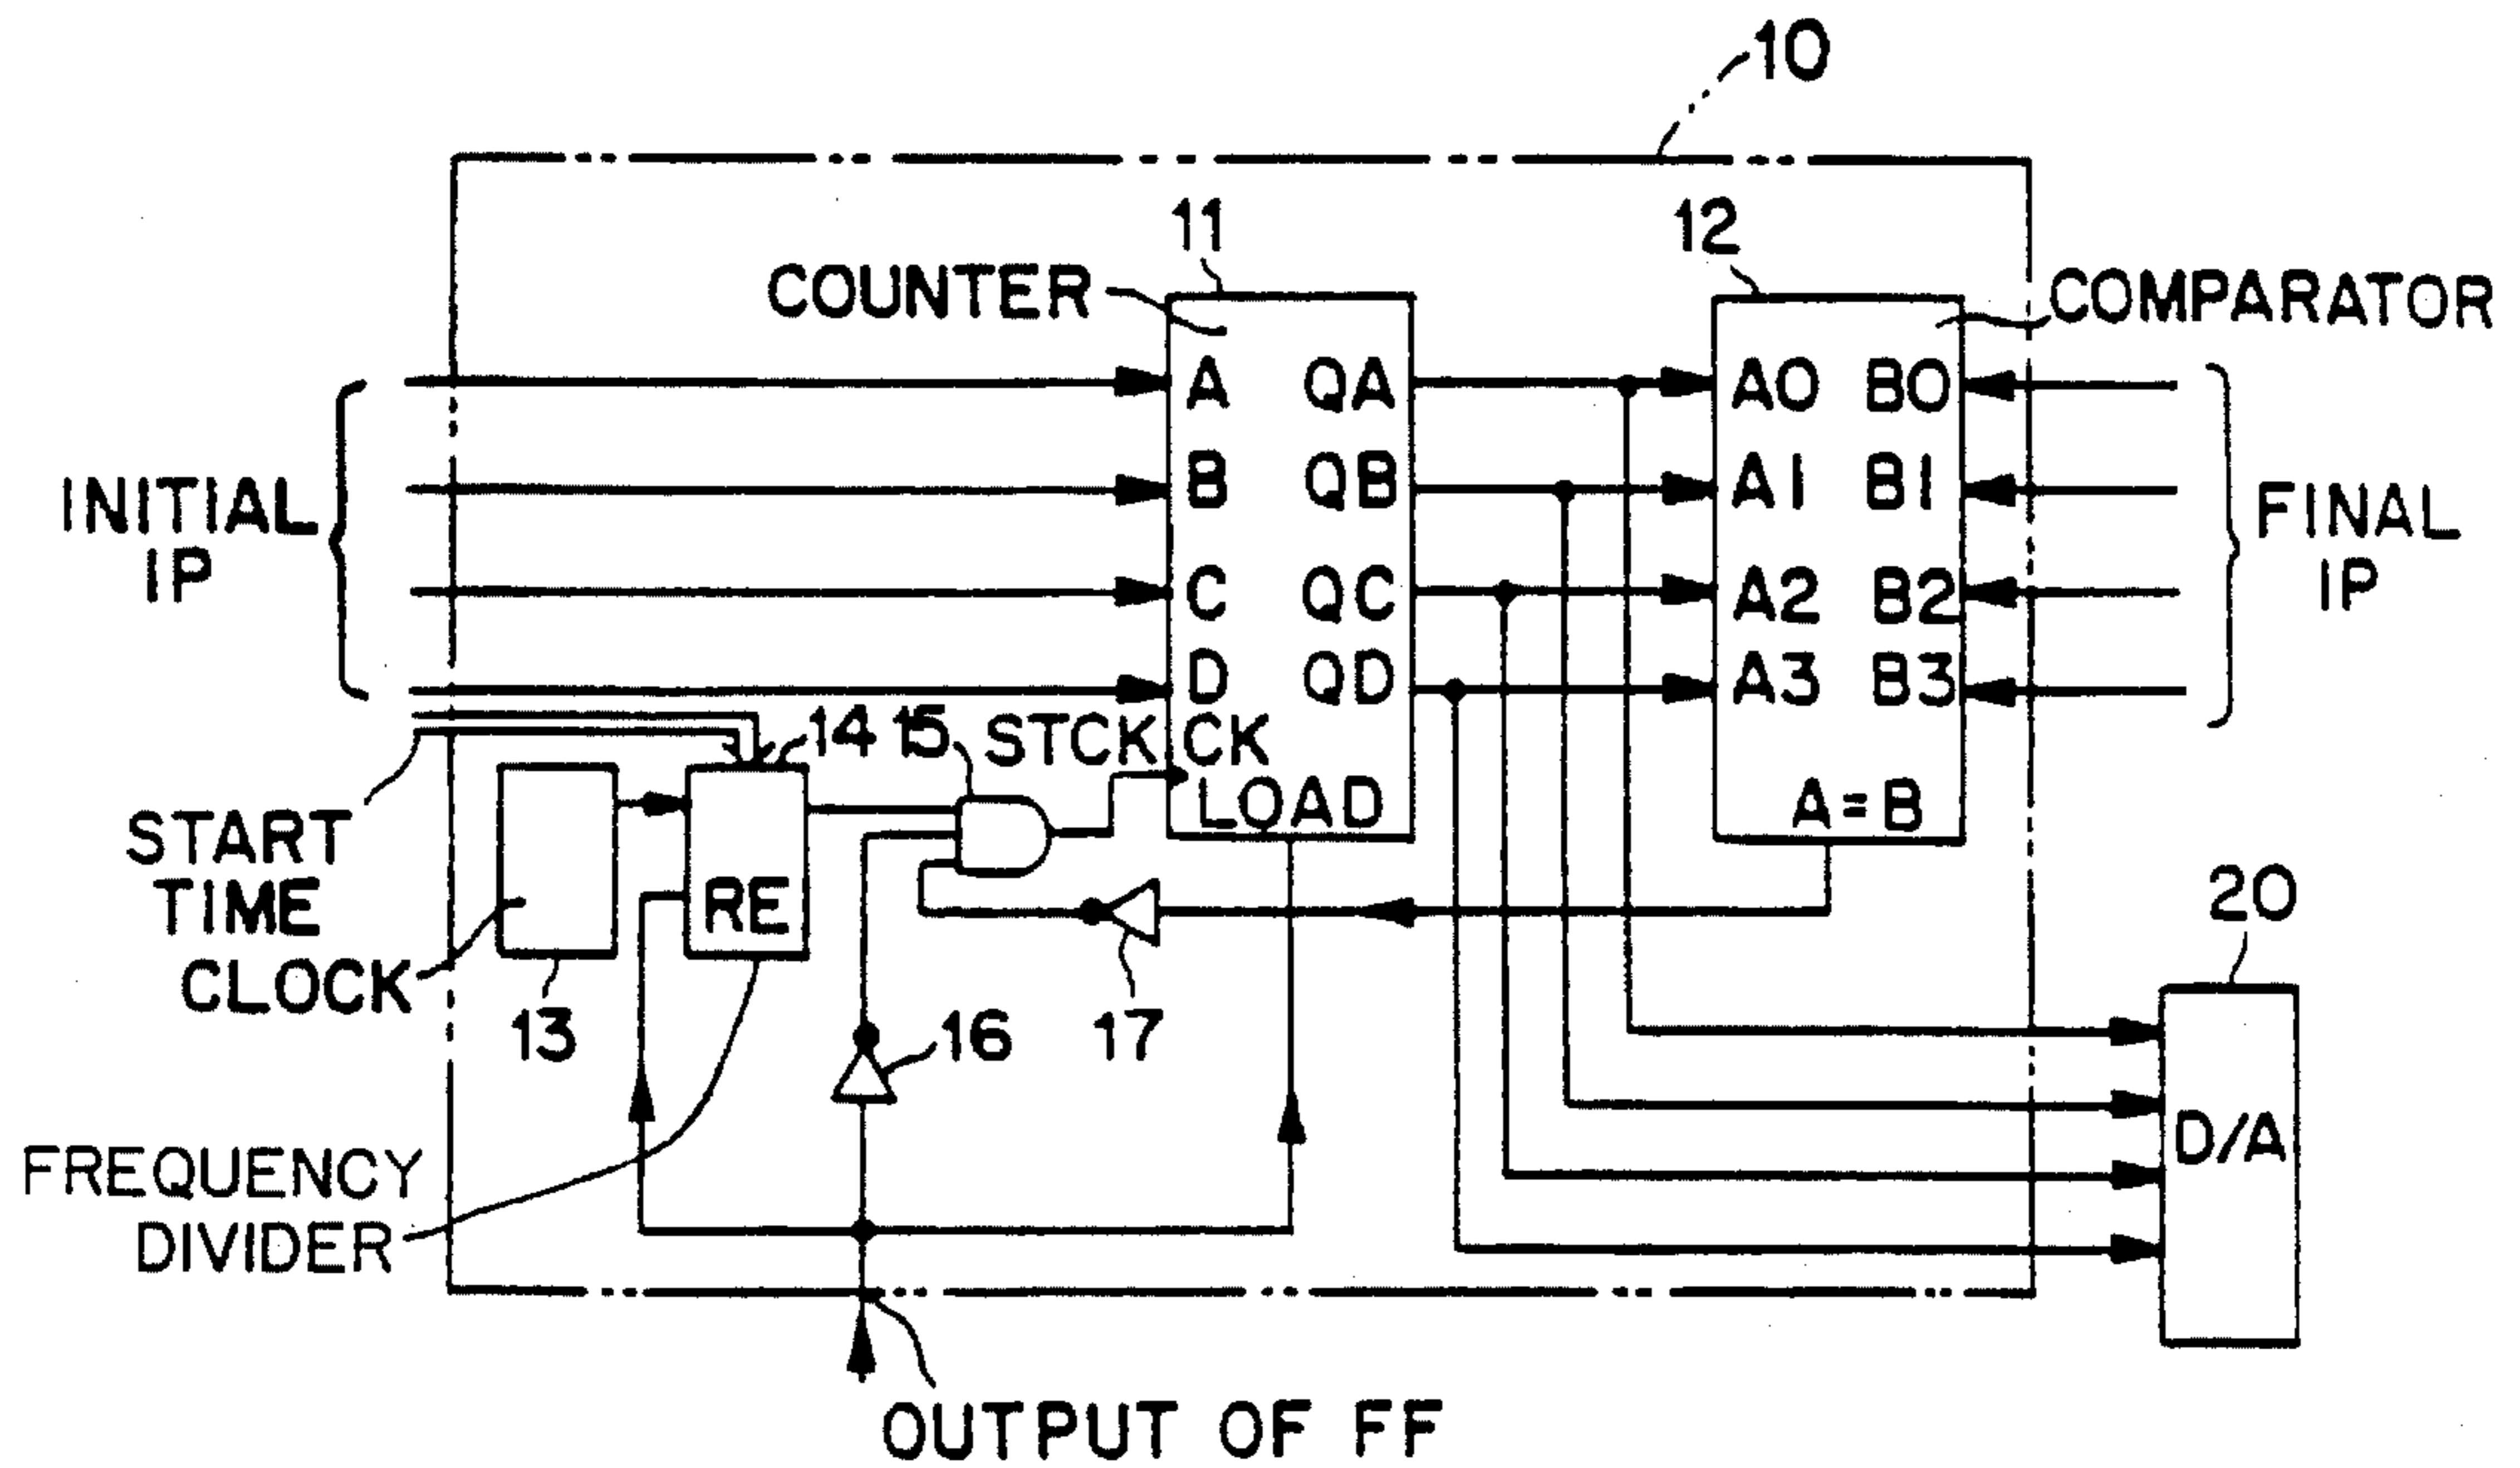 10
11
12
COUNTER
COMPARATOR
A QA
A0 B0
B QB
A1 B1
INITIAL
IP
FINAL
IP
C QC
A2 B2
D QD
A3 B3
14
15
STCK
CK
LOAD
A=B
START
TIME
RE
CLOCK
13
16
17
20
D/A
FREQUENCY
DIVIDER
OUTPUT OF FF